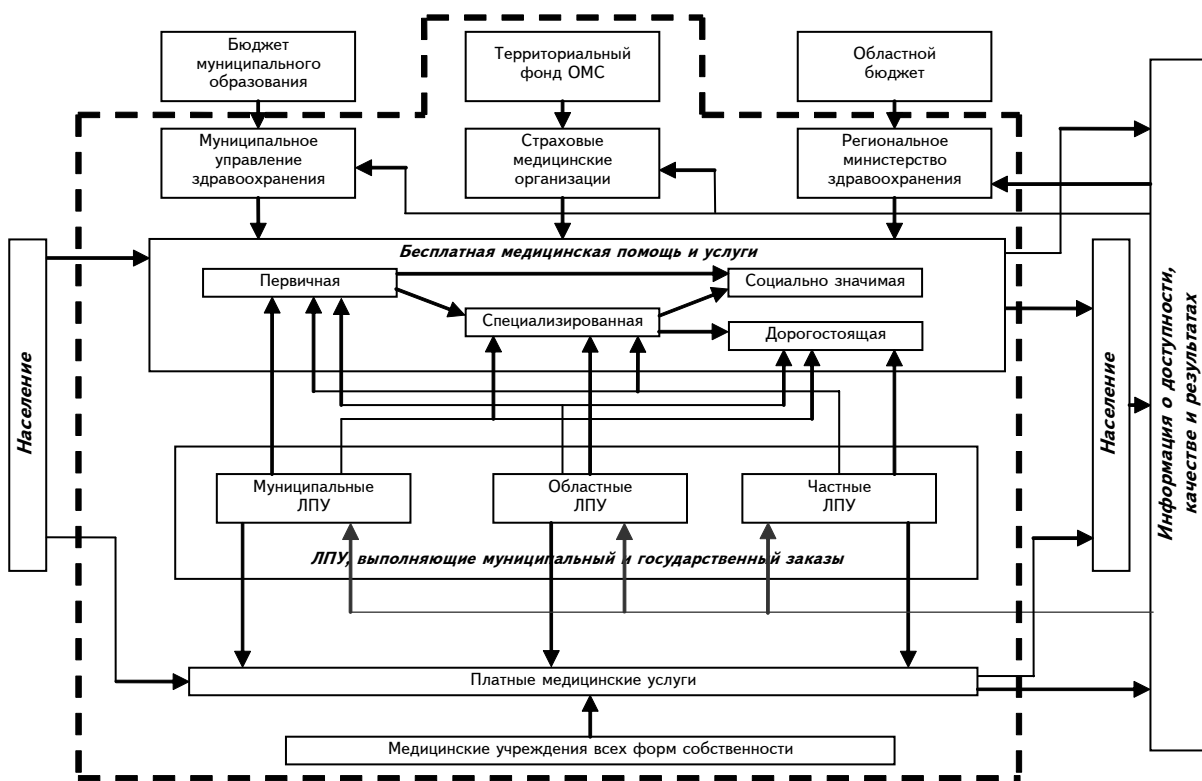 Бюджет
муниципального
образования
Территориальный
фонд ОМС
Областной
бюджет
Муниципальное
управление
здравоохранения
Страховые
медицинские
организации
Региональное
министерство
здравоохранения
Бесплатная медицинская помощь и услуги
Первичная
Социально значимая
Специализированная
Дорогостоящая
Население
Население
Информация о доступности,
качестве и результатах
Муниципальные
ЛПУ
Областные
ЛПУ
Частные
ЛПУ
ЛПУ, выполняющие муниципальный и государственный заказы
Платные медицинские услуги
Медицинские учреждения всех форм собственности